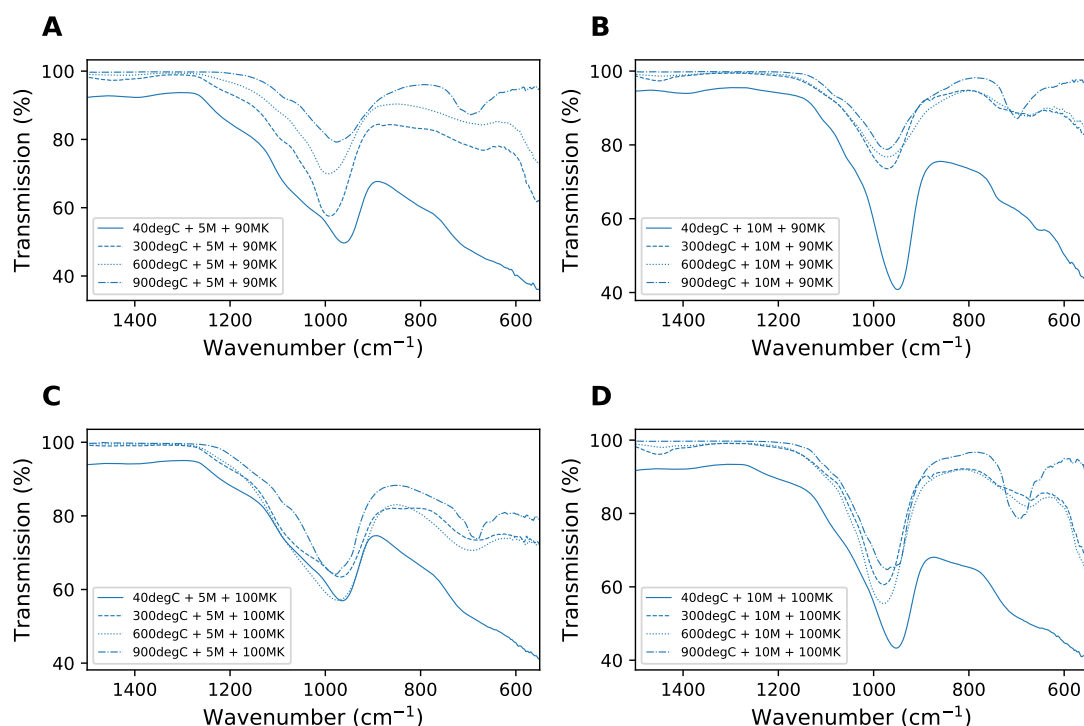 A
B
100
80
60
40
Transmission (%)
40degC + 5M + 90MK
300degC + 5M + 90MK
600degC + 5M + 90MK
900degC + 5M + 90MK
1400 1200 1000 800 600
Wavenumber (cm⁻¹)
100
80
60
40
Transmission (%)
40degC + 10M + 90MK
300degC + 10M + 90MK
600degC + 10M + 90MK
900degC + 10M + 90MK
1400 1200 1000 800 600
Wavenumber (cm⁻¹)
C
D
100
80
60
40
Transmission (%)
40degC + 5M + 100MK
300degC + 5M + 100MK
600degC + 5M + 100MK
900degC + 5M + 100MK
1400 1200 1000 800 600
Wavenumber (cm⁻¹)
100
80
60
40
Transmission (%)
40degC + 10M + 100MK
300degC + 10M + 100MK
600degC + 10M + 100MK
900degC + 10M + 100MK
1400 1200 1000 800 600
Wavenumber (cm⁻¹)